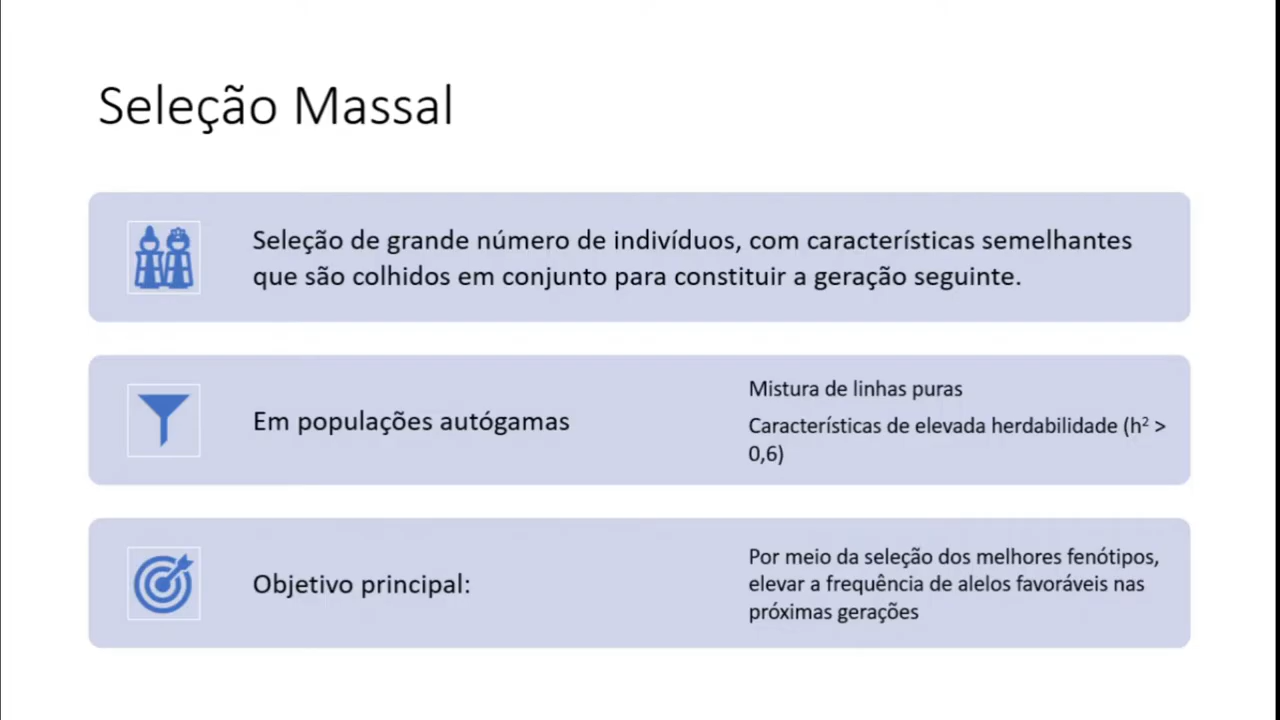 Seleção Massal
Seleção de grande número de indivíduos, com características semelhantes
que são colhidos em conjunto para constituir a geração seguinte.
Em populações autógamas
Mistura de linhas puras
Características de elevada herdabilidade (h² >
0,6)
Objetivo principal:
Por meio da seleção dos melhores fenótipos,
elevar a frequência de alelos favoráveis nas
próximas gerações